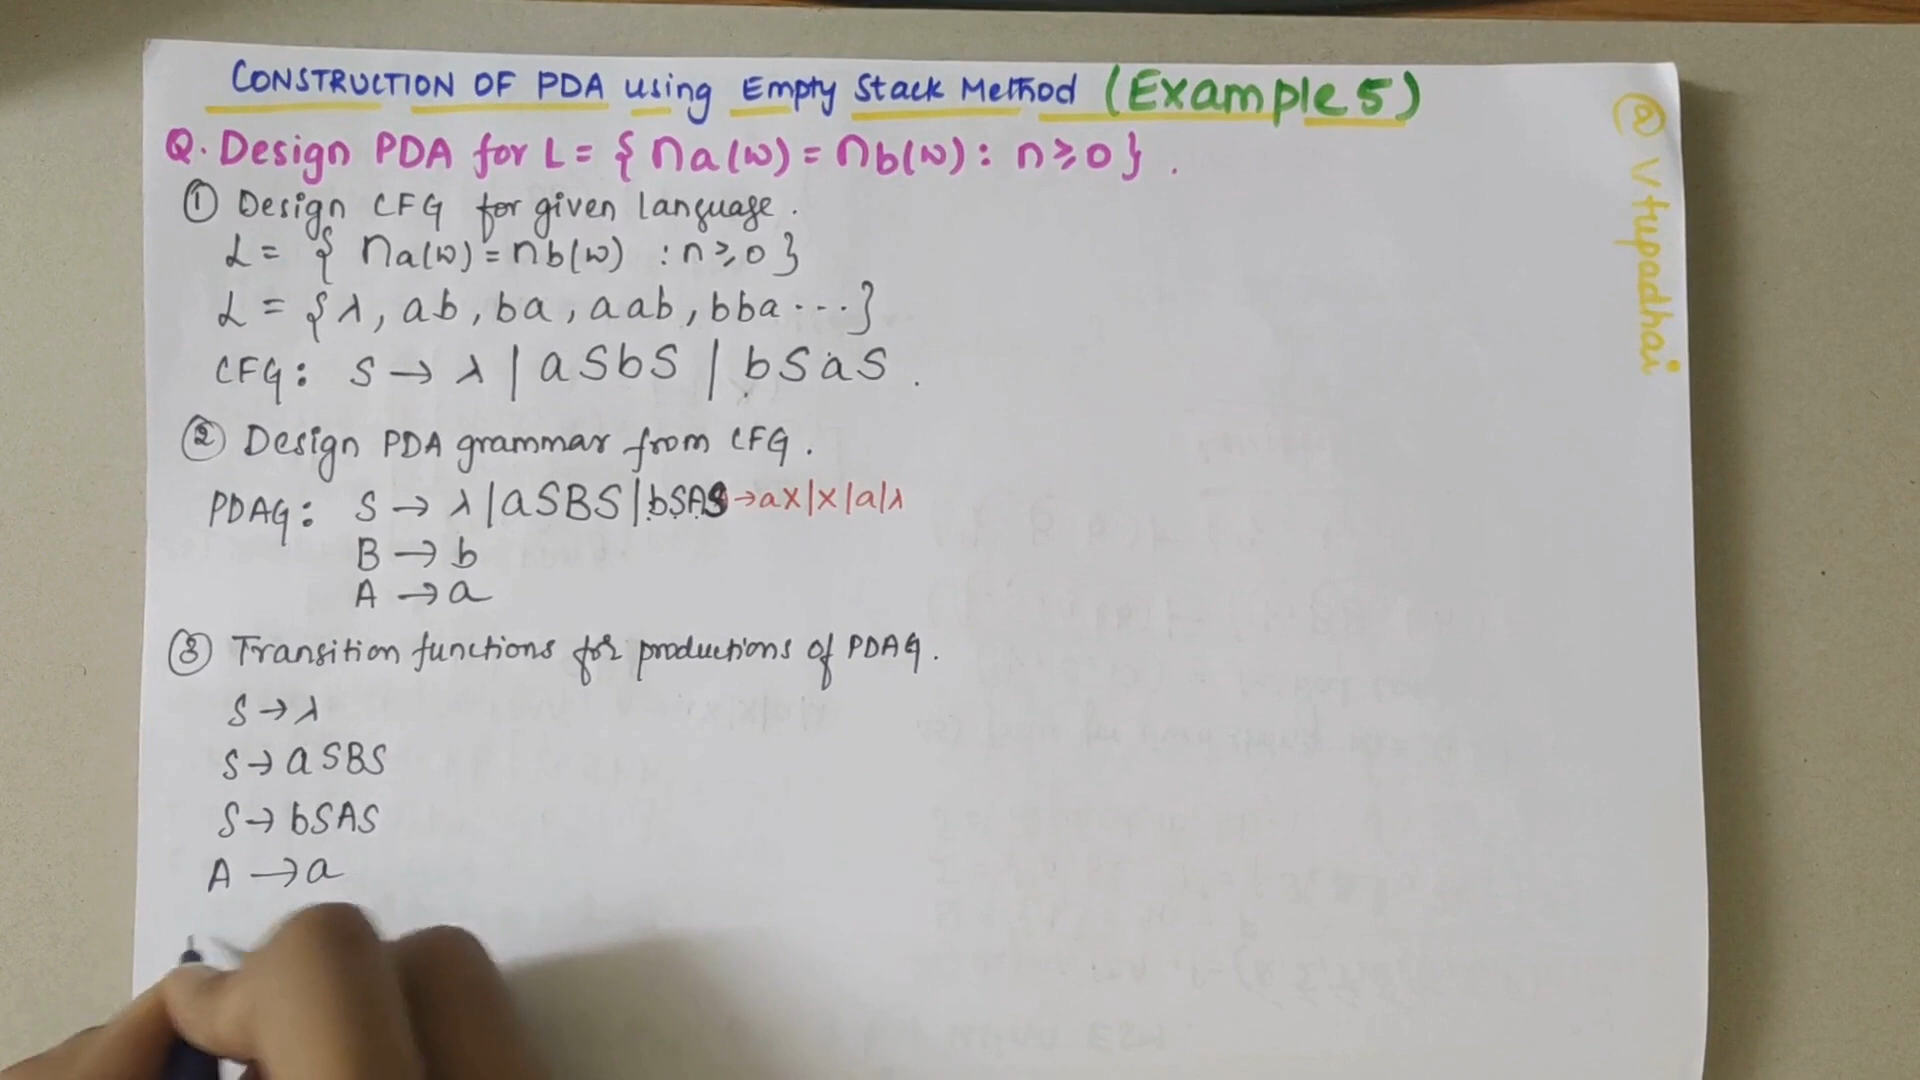 CONSTRUCTION OF PDA using Empty Stack Method (Example 5)
Q. Design PDA for L = { na(w) = nb(w) : n ≥ 0 } .
① Design CFG for given language .
L = { na(w) = nb(w) : n ≥ 0 }
L = { λ, ab, ba, aab, bba ... }
CFG : S → λ | aSbS | bSaS .
② Design PDA grammar from CFG .
PDAG : S → λ | aSBS | bSAS → aX | X | a | λ
B → b
A → a
③ Transition functions for productions of PDAG .
S → λ
S → aSBS
S → bSAS
A → a
@Vtupadhai